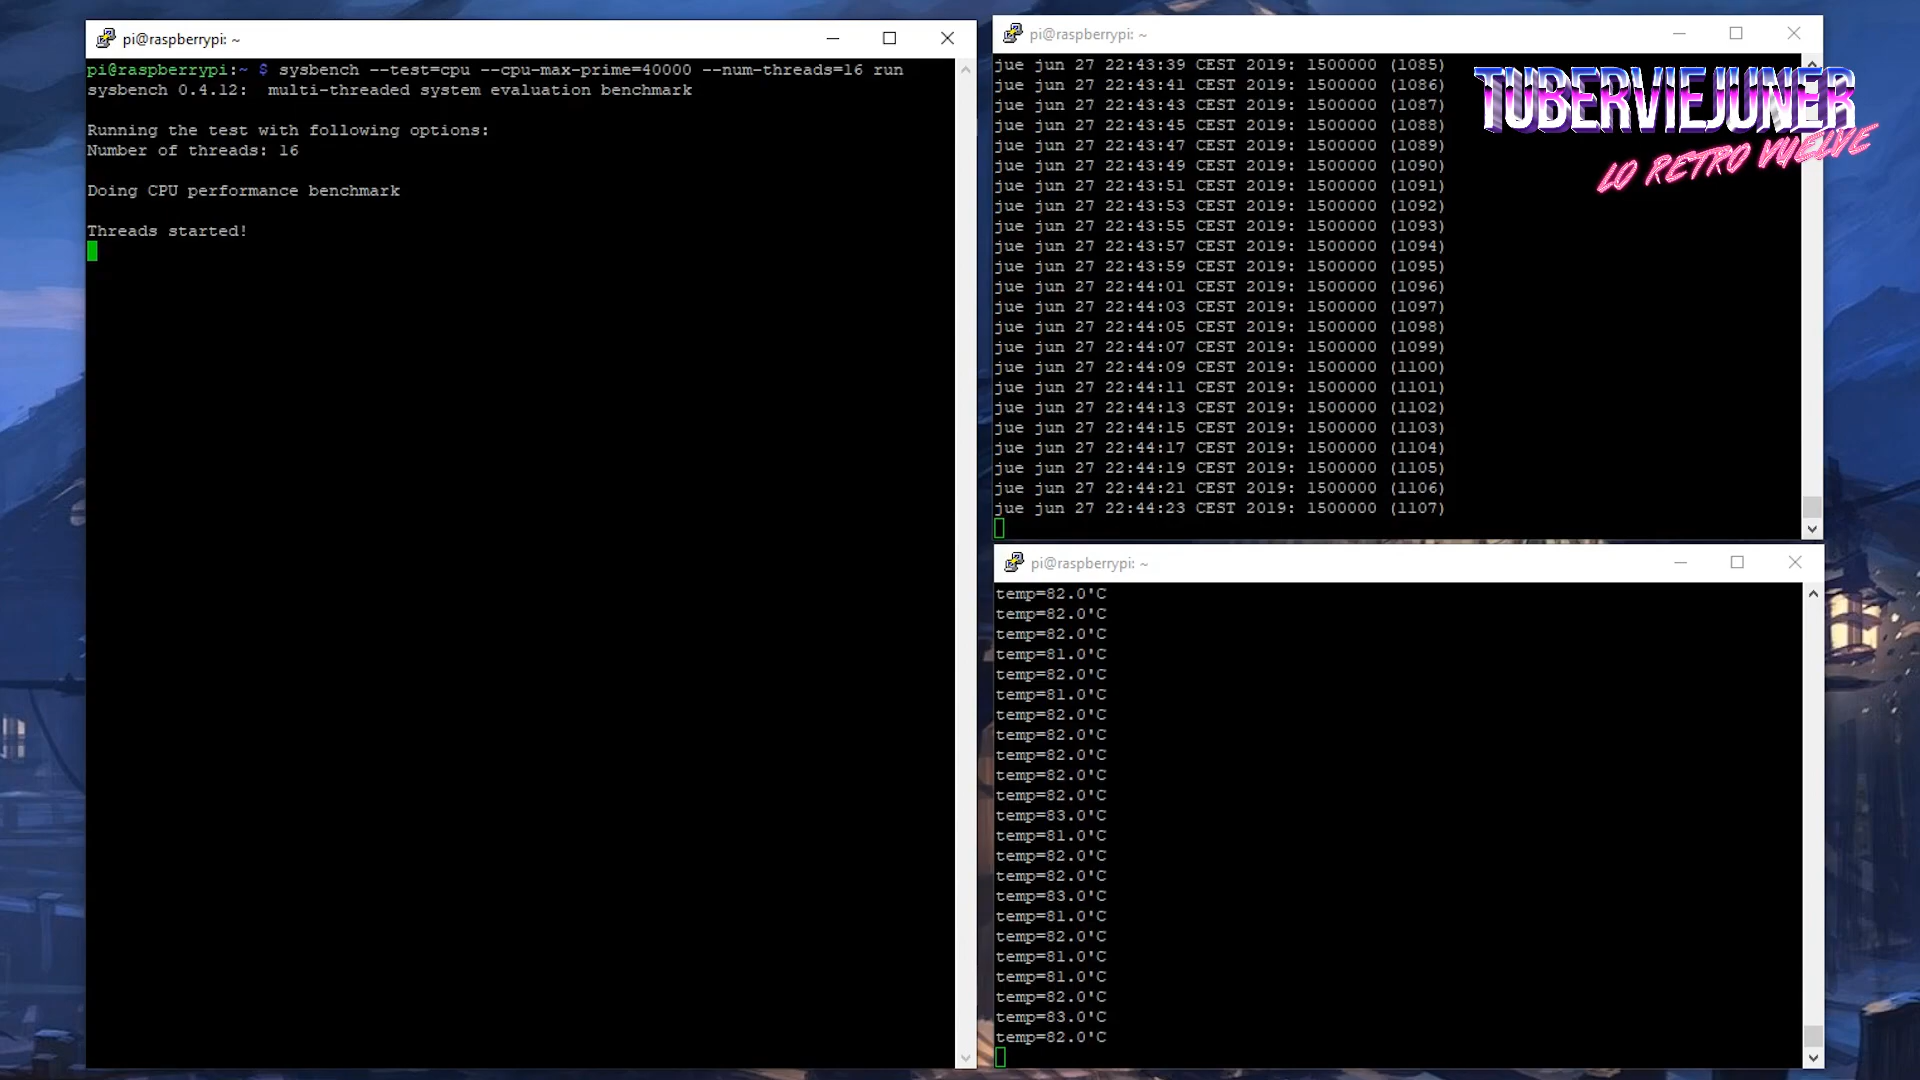 pi@raspberrypi: ~
pi@raspberrypi:~ $ sysbench --test=cpu --cpu-max-prime=40000 --num-threads=16 run
sysbench 0.4.12:  multi-threaded system evaluation benchmark
Running the test with following options:
Number of threads: 16
Doing CPU performance benchmark
Threads started!
pi@raspberrypi: ~
jue jun 27 22:43:39 CEST 2019: 1500000 (1085)
jue jun 27 22:43:41 CEST 2019: 1500000 (1086)
jue jun 27 22:43:43 CEST 2019: 1500000 (1087)
jue jun 27 22:43:45 CEST 2019: 1500000 (1088)
jue jun 27 22:43:47 CEST 2019: 1500000 (1089)
jue jun 27 22:43:49 CEST 2019: 1500000 (1090)
jue jun 27 22:43:51 CEST 2019: 1500000 (1091)
jue jun 27 22:43:53 CEST 2019: 1500000 (1092)
jue jun 27 22:43:55 CEST 2019: 1500000 (1093)
jue jun 27 22:43:57 CEST 2019: 1500000 (1094)
jue jun 27 22:43:59 CEST 2019: 1500000 (1095)
jue jun 27 22:44:01 CEST 2019: 1500000 (1096)
jue jun 27 22:44:03 CEST 2019: 1500000 (1097)
jue jun 27 22:44:05 CEST 2019: 1500000 (1098)
jue jun 27 22:44:07 CEST 2019: 1500000 (1099)
jue jun 27 22:44:09 CEST 2019: 1500000 (1100)
jue jun 27 22:44:11 CEST 2019: 1500000 (1101)
jue jun 27 22:44:13 CEST 2019: 1500000 (1102)
jue jun 27 22:44:15 CEST 2019: 1500000 (1103)
jue jun 27 22:44:17 CEST 2019: 1500000 (1104)
jue jun 27 22:44:19 CEST 2019: 1500000 (1105)
jue jun 27 22:44:21 CEST 2019: 1500000 (1106)
jue jun 27 22:44:23 CEST 2019: 1500000 (1107)
TUBERVIEJUNER
LO RETRO VUELVE
pi@raspberrypi: ~
temp=82.0'C
temp=82.0'C
temp=82.0'C
temp=81.0'C
temp=82.0'C
temp=81.0'C
temp=82.0'C
temp=82.0'C
temp=82.0'C
temp=82.0'C
temp=82.0'C
temp=83.0'C
temp=81.0'C
temp=82.0'C
temp=82.0'C
temp=83.0'C
temp=81.0'C
temp=82.0'C
temp=81.0'C
temp=81.0'C
temp=82.0'C
temp=83.0'C
temp=82.0'C